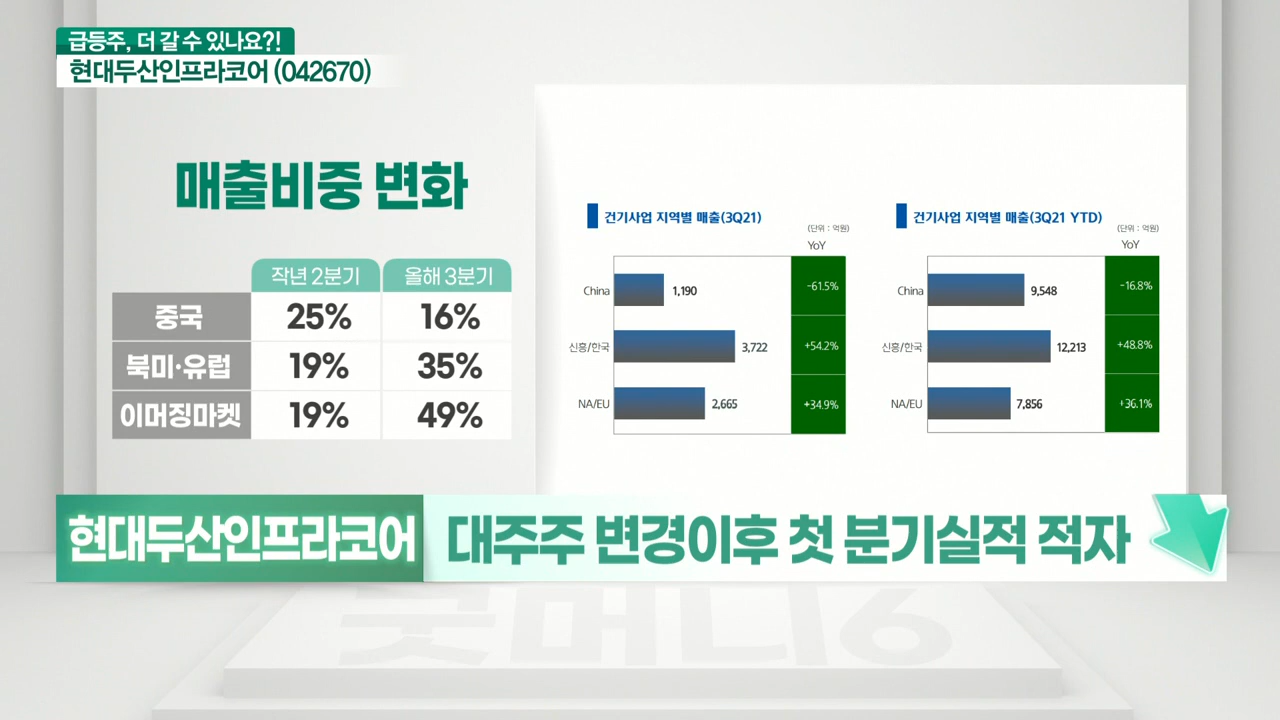 급등주, 더 갈 수 있나요?!
현대두산인프라코어 (042670)
매출비중 변화
작년 2분기 올해 3분기
중국 25% 16%
북미·유럽 19% 35%
이머징마켓 19% 49%
건기사업 지역별 매출(3Q21)
(단위 : 억원)
YoY
China 1,190 -61.5%
신흥/한국 3,722 +54.2%
NA/EU 2,665 +34.9%
건기사업 지역별 매출(3Q21 YTD)
(단위 : 억원)
YoY
China 9,548 -16.8%
신흥/한국 12,213 +48.8%
NA/EU 7,856 +36.1%
현대두산인프라코어 대주주 변경이후 첫 분기실적 적자
굿머니6